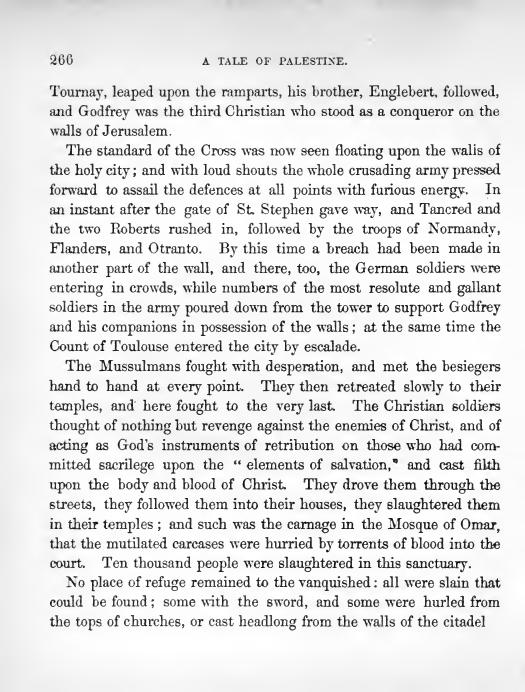 266 A TALE OF PALESTINE.
Tournay, leaped upon the ramparts, his brother, Englebert, followed,
and Godfrey was the third Christian who stood as a conqueror on the
walls of Jerusalem.
The standard of the Cross was now seen floating upon the walls of
the holy city; and with loud shouts the whole crusading army pressed
forward to assail the defences at all points with furious energy. In
an instant after the gate of St. Stephen gave way, and Tancred and
the two Roberts rushed in, followed by the troops of Normandy,
Flanders, and Otranto. By this time a breach had been made in
another part of the wall, and there, too, the German soldiers were
entering in crowds, while numbers of the most resolute and gallant
soldiers in the army poured down from the tower to support Godfrey
and his companions in possession of the walls; at the same time the
Count of Toulouse entered the city by escalade.
The Mussulmans fought with desperation, and met the besiegers
hand to hand at every point. They then retreated slowly to their
temples, and here fought to the very last. The Christian soldiers
thought of nothing but revenge against the enemies of Christ, and of
acting as God's instruments of retribution on those who had com-
mitted sacrilege upon the "elements of salvation," and cast filth
upon the body and blood of Christ. They drove them through the
streets, they followed them into their houses, they slaughtered them
in their temples; and such was the carnage in the Mosque of Omar,
that the mutilated carcases were hurried by torrents of blood into the
court. Ten thousand people were slaughtered in this sanctuary.
No place of refuge remained to the vanquished: all were slain that
could be found; some with the sword, and some were hurled from
the tops of churches, or cast headlong from the walls of the citadel